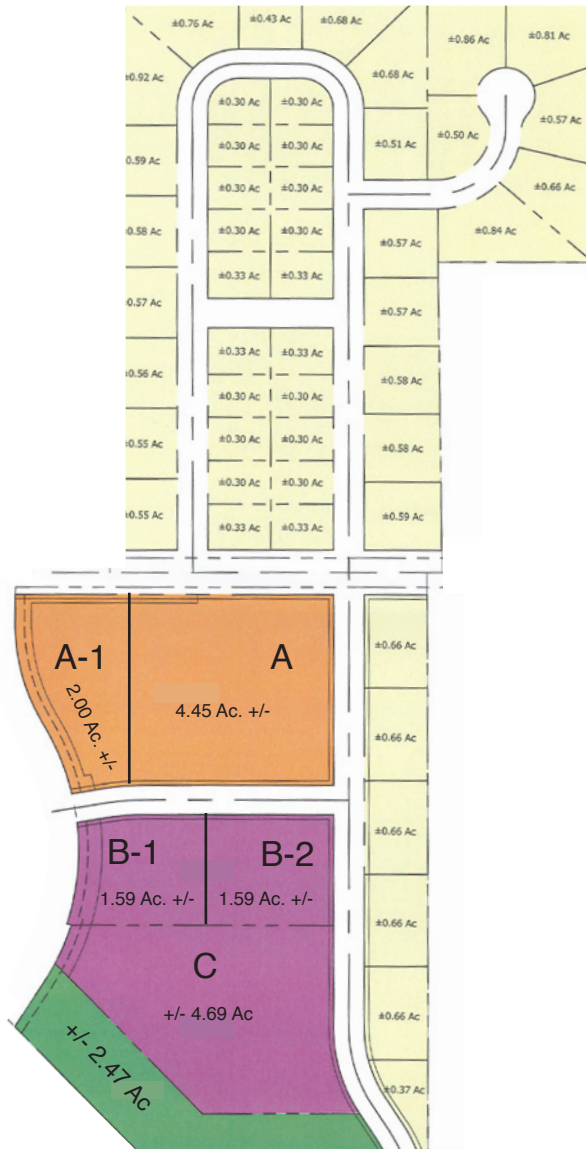 ±0.76 Ac
±0.43 Ac
±0.68 Ac
±0.86 Ac
±0.81 Ac
±0.92 Ac
±0.30 Ac
±0.30 Ac
±0.68 Ac
±0.57 Ac
±0.30 Ac
±0.30 Ac
±0.51 Ac
±0.50 Ac
0.59 Ac
±0.30 Ac
±0.30 Ac
±0.66 Ac
0.58 Ac
±0.30 Ac
±0.30 Ac
±0.57 Ac
±0.84 Ac
±0.33 Ac
±0.33 Ac
0.57 Ac
±0.57 Ac
±0.33 Ac
±0.33 Ac
±0.56 Ac
±0.30 Ac
±0.30 Ac
±0.58 Ac
±0.55 Ac
±0.30 Ac
±0.30 Ac
±0.58 Ac
±0.30 Ac
±0.30 Ac
±0.55 Ac
±0.33 Ac
±0.33 Ac
±0.59 Ac
A-1
2.00 Ac. +/-
A
4.45 Ac. +/-
±0.66 Ac
±0.66 Ac
±0.66 Ac
B-1
1.59 Ac. +/-
B-2
1.59 Ac. +/-
±0.66 Ac
C
+/- 4.69 Ac
±0.66 Ac
+/- 2.47 Ac
±0.37 Ac